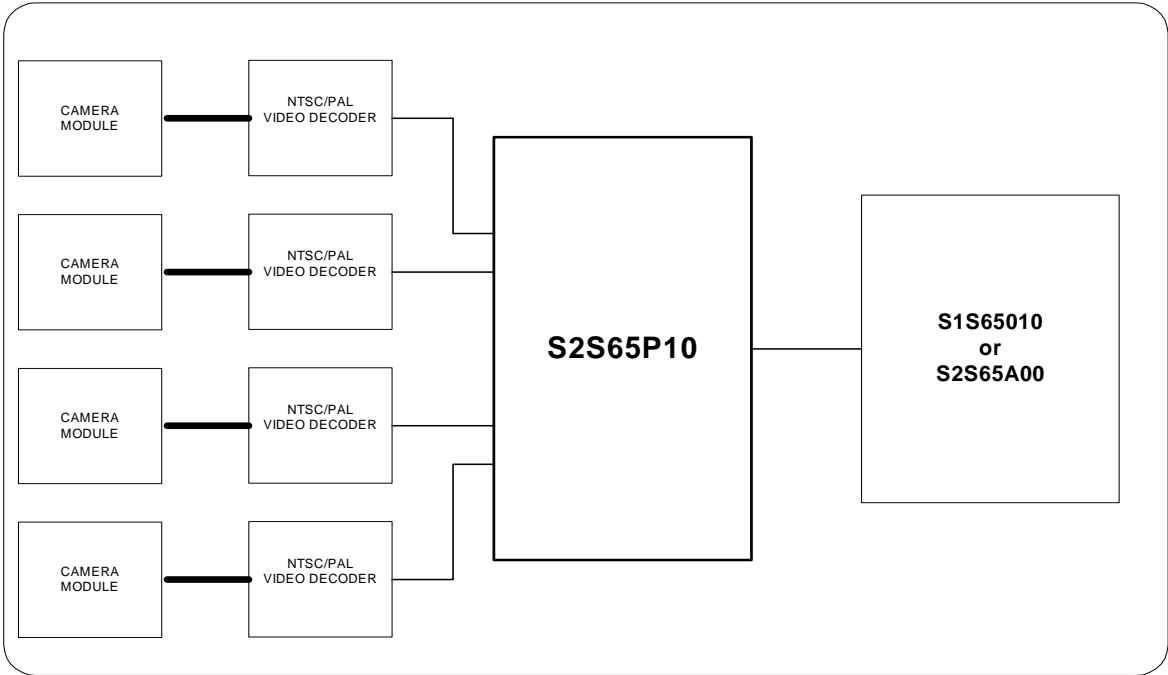 CAMERA
MODULE
NTSC/PAL
VIDEO DECODER
CAMERA
MODULE
NTSC/PAL
VIDEO DECODER
CAMERA
MODULE
NTSC/PAL
VIDEO DECODER
CAMERA
MODULE
NTSC/PAL
VIDEO DECODER
S2S65P10
S1S65010
or
S2S65A00